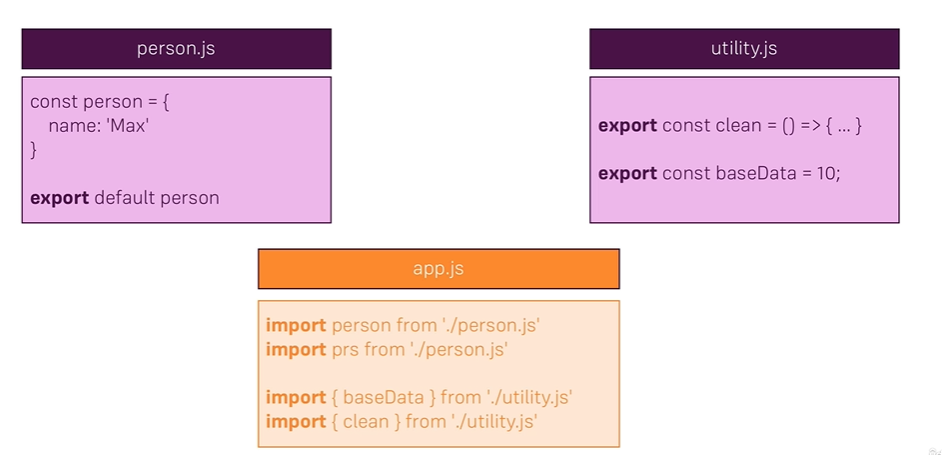 person.js
const person = {
name: 'Max'
}
export default person
utility.js
export const clean = () => { ... }
export const baseData = 10;
app.js
import person from './person.js'
import prs from './person.js'
import { baseData } from './utility.js'
import { clean } from './utility.js'